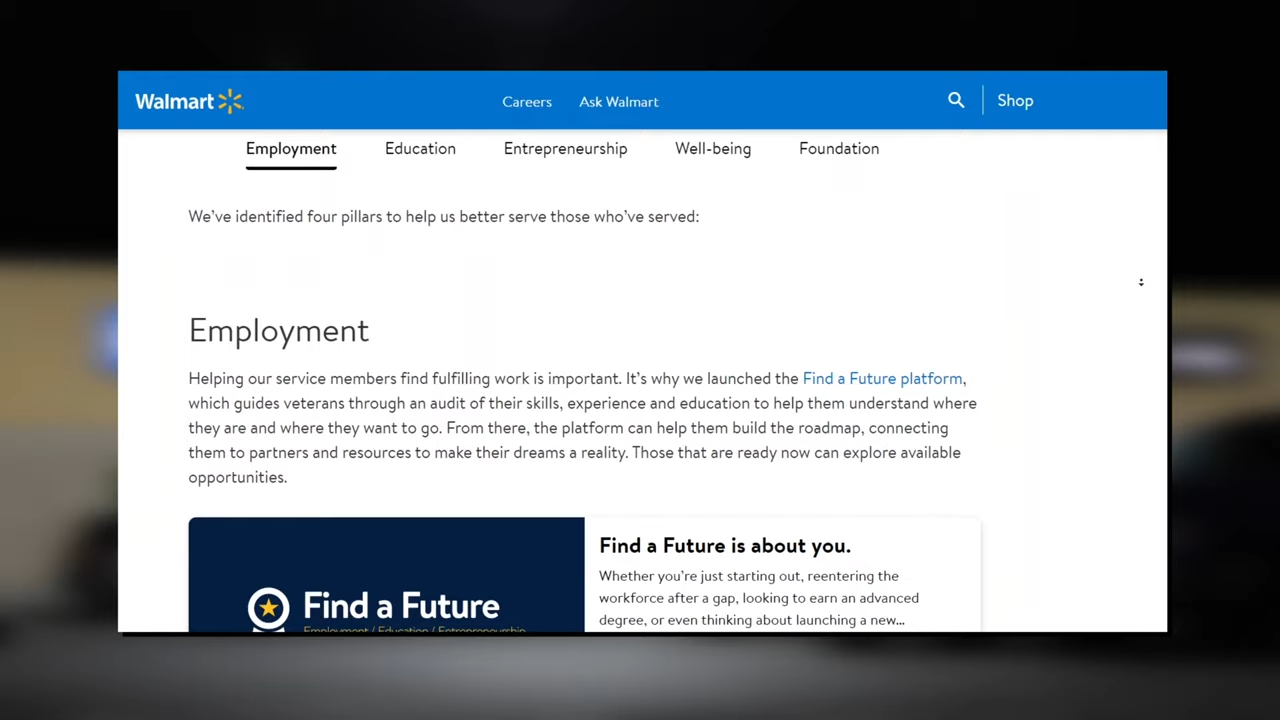 Walmart
Careers Ask Walmart
Shop
Employment Education Entrepreneurship Well-being Foundation
We’ve identified four pillars to help us better serve those who’ve served:
Employment
Helping our service members find fulfilling work is important. It’s why we launched the Find a Future platform,
which guides veterans through an audit of their skills, experience and education to help them understand where
they are and where they want to go. From there, the platform can help them build the roadmap, connecting
them to partners and resources to make their dreams a reality. Those that are ready now can explore available
opportunities.
Find a Future
Employment / Education / Entrepreneurship
Find a Future is about you.
Whether you’re just starting out, reentering the
workforce after a gap, looking to earn an advanced
degree, or even thinking about launching a new...